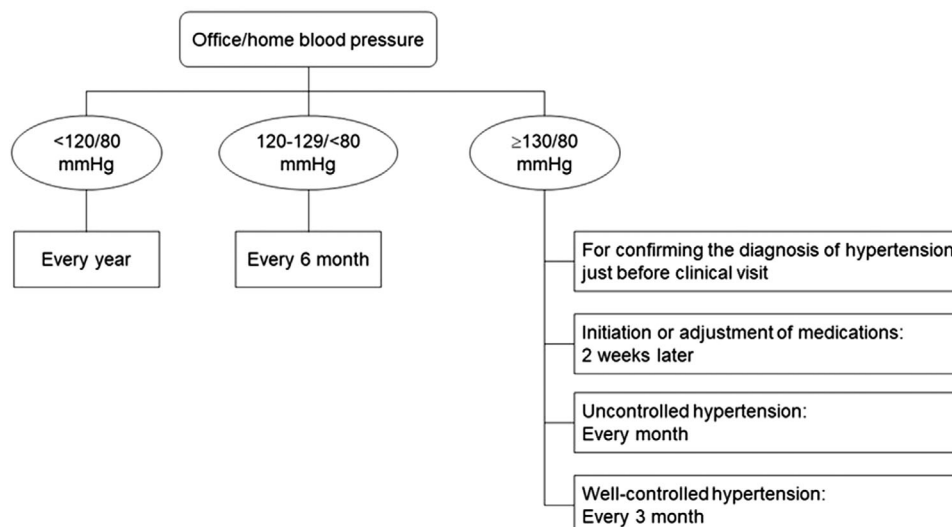 Office/home blood pressure
<120/80
mmHg
120-129/<80
mmHg
≥130/80
mmHg
Every year
Every 6 month
For confirming the diagnosis of hypertension
just before clinical visit
Initiation or adjustment of medications:
2 weeks later
Uncontrolled hypertension:
Every month
Well-controlled hypertension:
Every 3 month